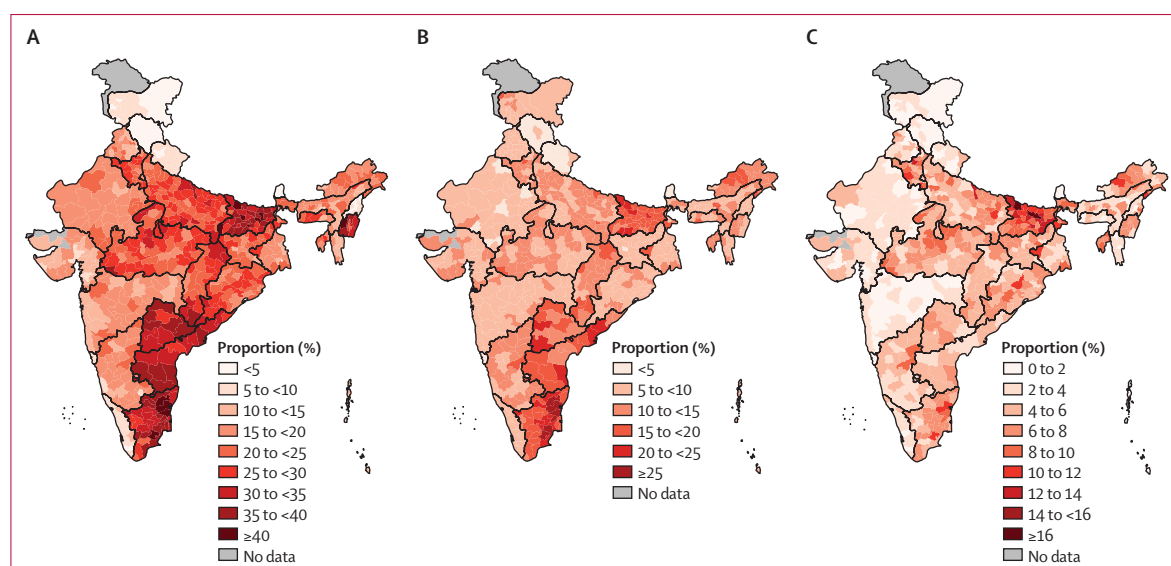 A
B
C
Proportion (%)
<5
5 to <10
10 to <15
15 to <20
20 to <25
25 to <30
30 to <35
35 to <40
≥40
No data
Proportion (%)
<5
5 to <10
10 to <15
15 to <20
20 to <25
≥25
No data
Proportion (%)
0 to 2
2 to 4
4 to 6
6 to 8
8 to 10
10 to 12
12 to 14
14 to <16
≥16
No data